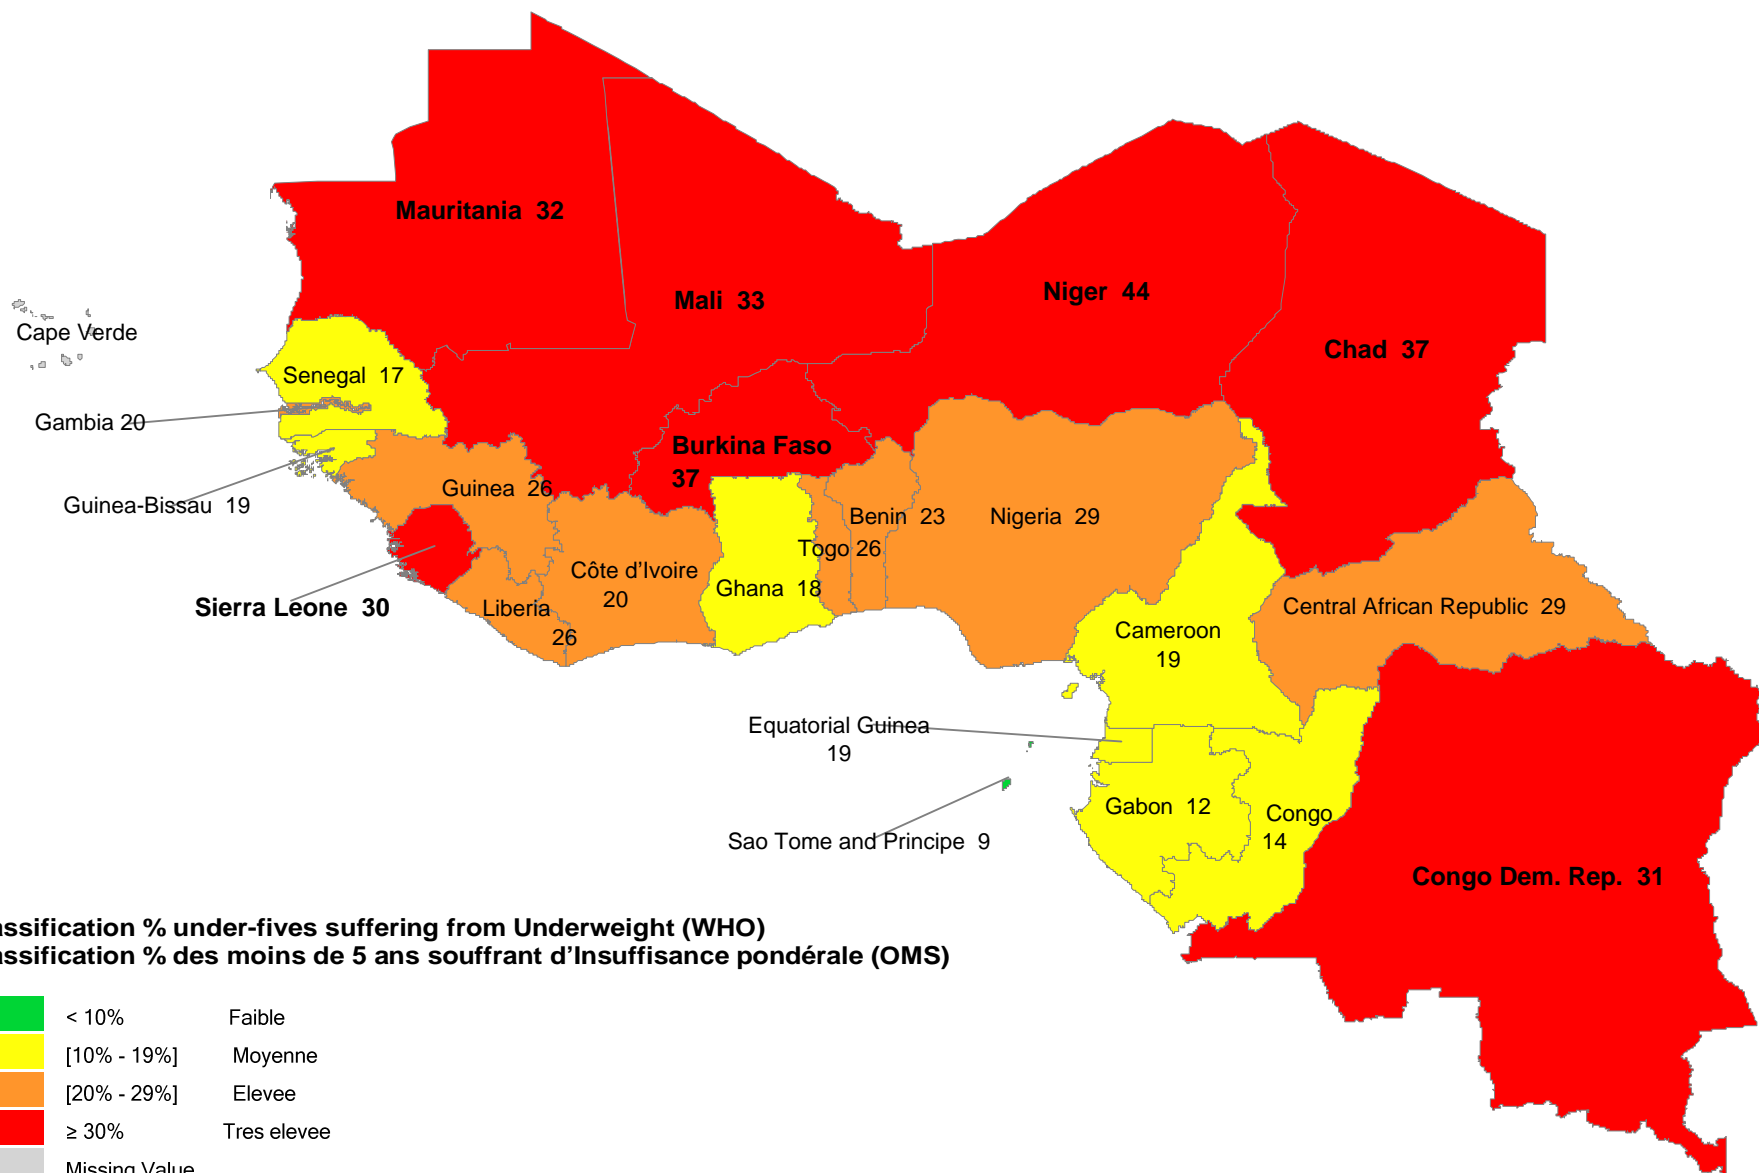 Mauritania 32
Mali 33
Niger 44
Cape Verde
Chad 37
Senegal 17
Gambia 20
Burkina Faso
37
Guinea 26
Guinea-Bissau 19
Benin 23
Nigeria 29
Togo 26
Côte d'Ivoire
20
Ghana 18
Sierra Leone 30
Liberia
26
Central African Republic 29
Cameroon
19
Equatorial Guinea
19
Gabon 12
Congo
14
Sao Tome and Principe 9
Congo Dem. Rep. 31
assification % under-fives suffering from Underweight (WHO)
assification % des moins de 5 ans souffrant d'Insuffisance pondérale (OMS)
< 10% Faible
[10% - 19%] Moyenne
[20% - 29%] Elevee
≥ 30% Tres elevee
Missing Value